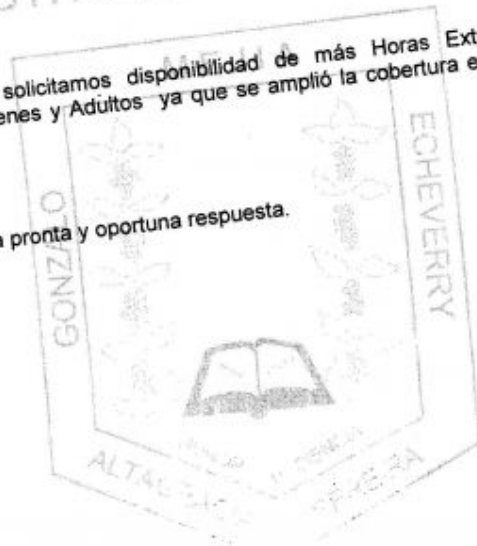 solicitamos disponibilidad de más Horas Ext
enes y Adultos ya que se amplió la cobertura e
a pronta y oportuna respuesta.
MEJIA
GONZALO
ECHEVERRY